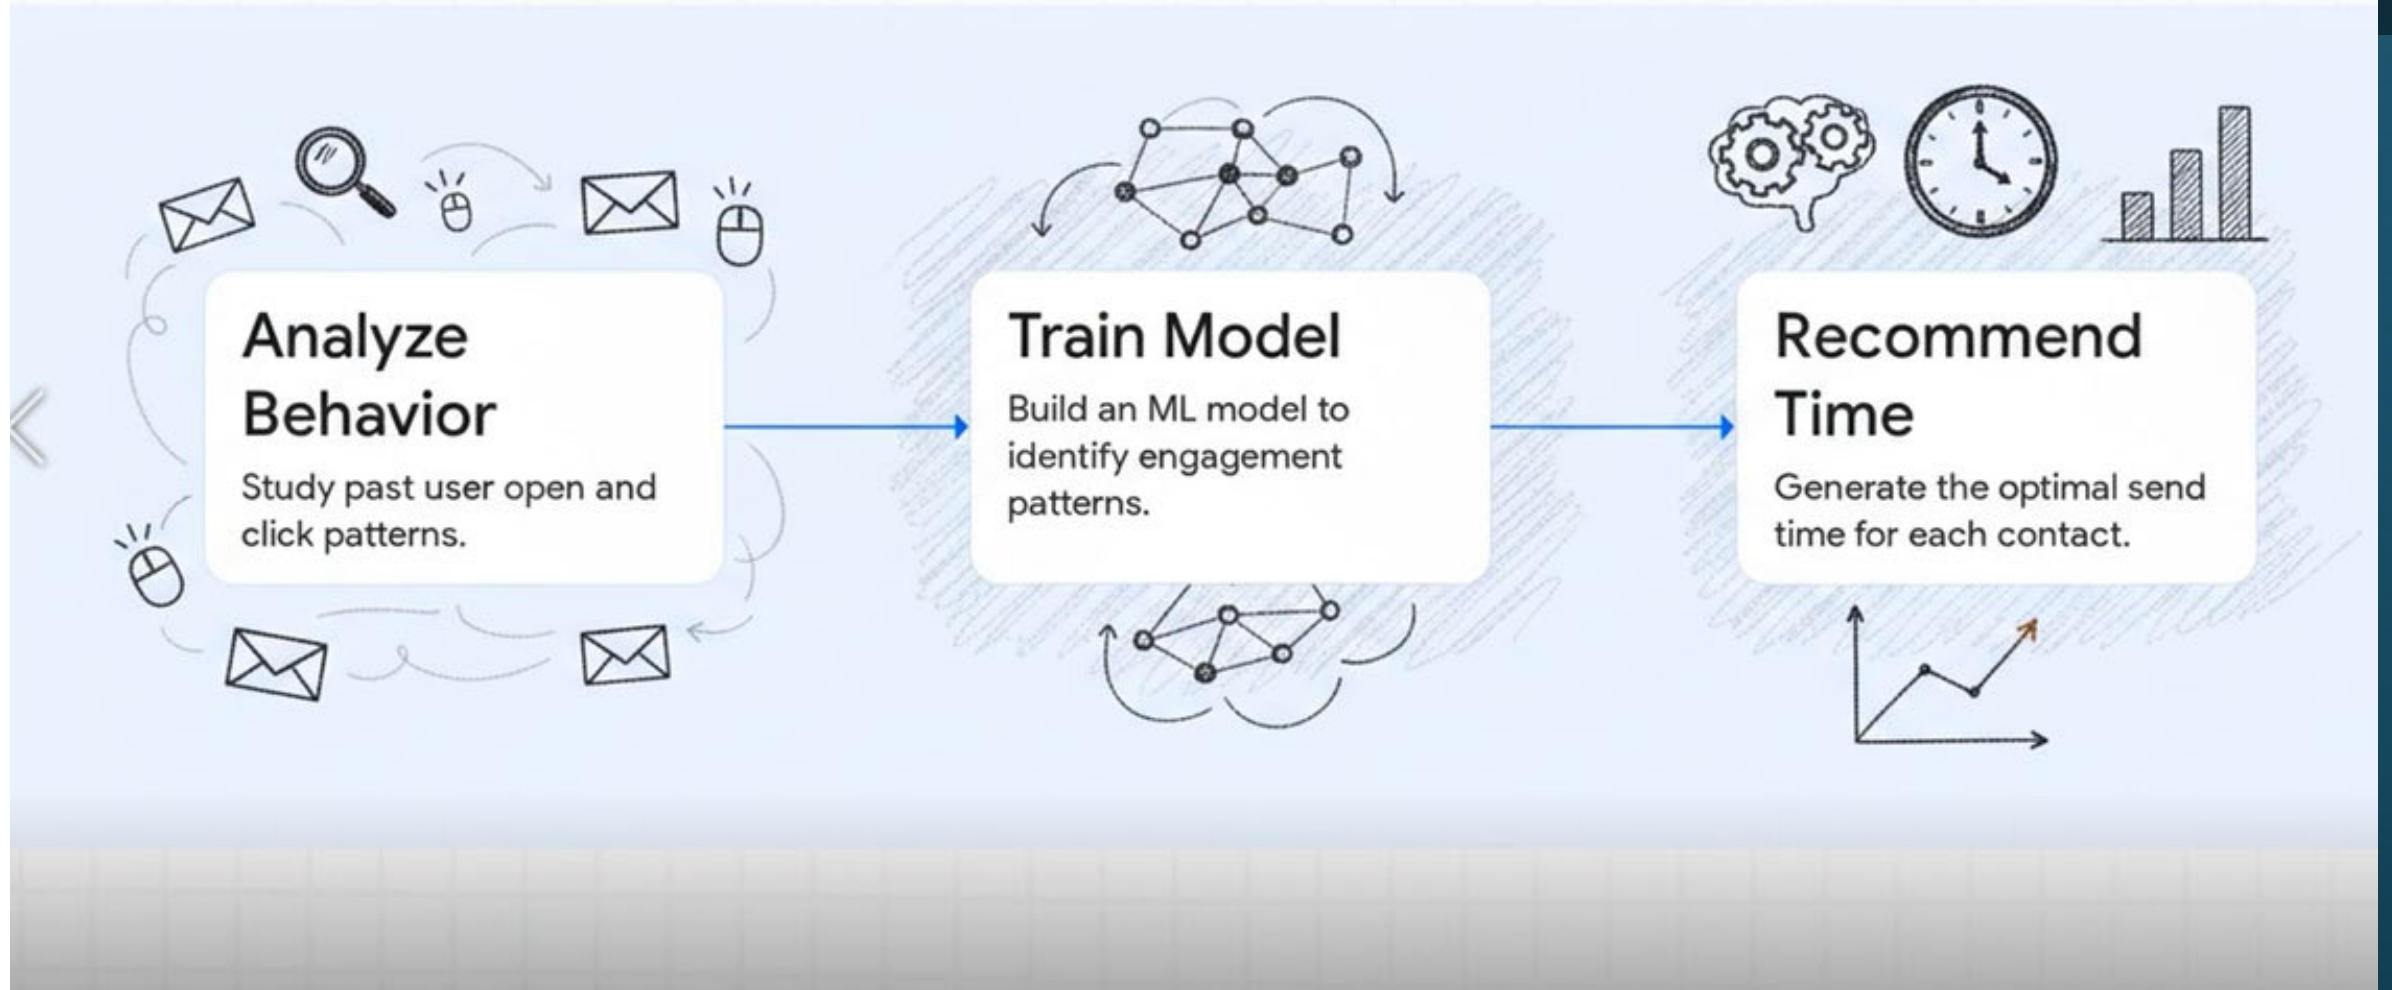 Analyze
Behavior
Study past user open and
click patterns.
Train Model
Build an ML model to
identify engagement
patterns.
Recommend
Time
Generate the optimal send
time for each contact.